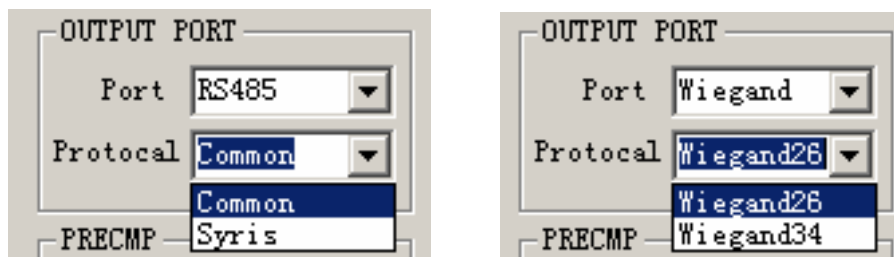 OUTPUT PORT
Port RS485
Protocal Common
Common
Syris
PRECMP
OUTPUT PORT
Port Wiegand
Protocal Wiegand26
Wiegand26
Wiegand34
PRECMP